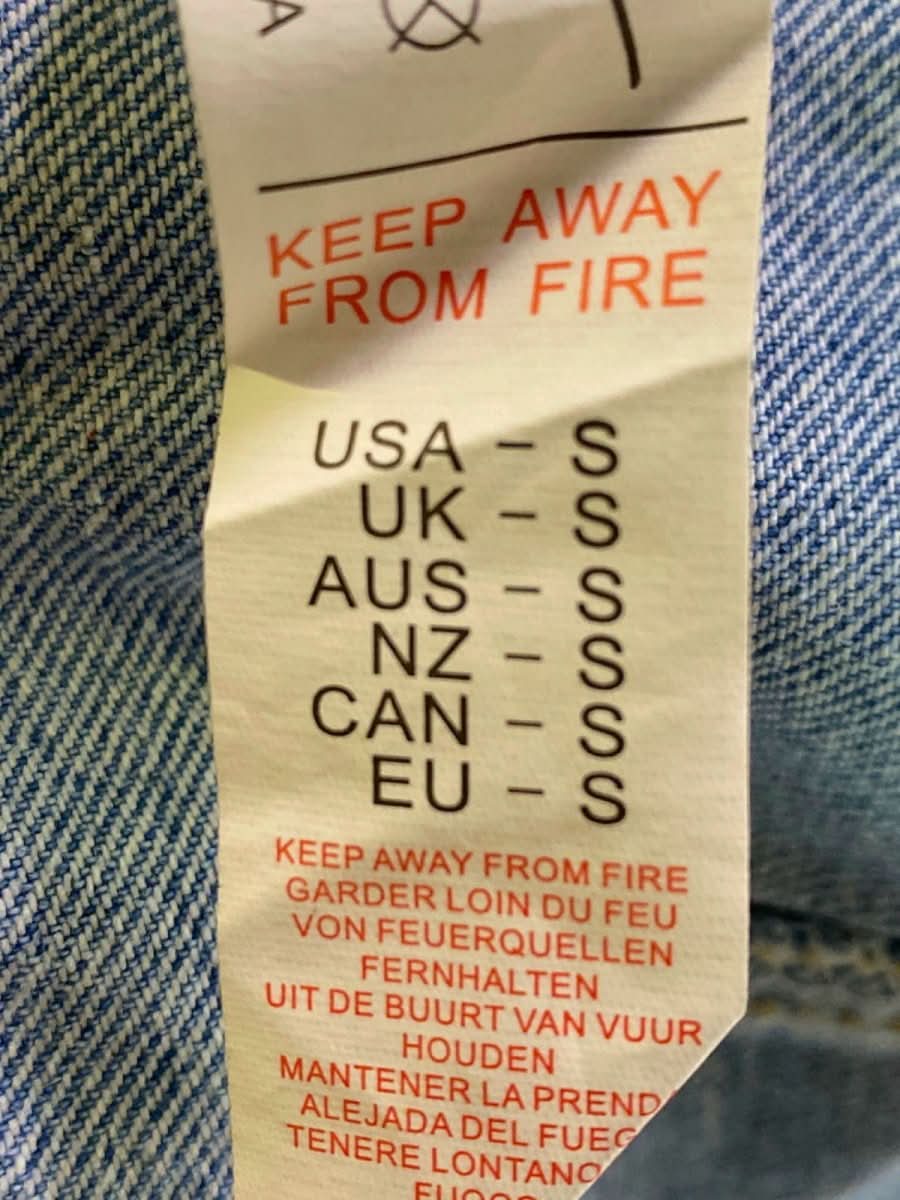 KEEP AWAY
FROM FIRE
USA - S
UK - S
AUS - S
NZ - S
CAN - S
EU - S
KEEP AWAY FROM FIRE
GARDER LOIN DU FEU
VON FEUERQUELLEN
FERNHALTEN
UIT DE BUURT VAN VUUR
HOUDEN
MANTENER LA PREND
ALEJADA DEL FUEG
TENERE LONTANO